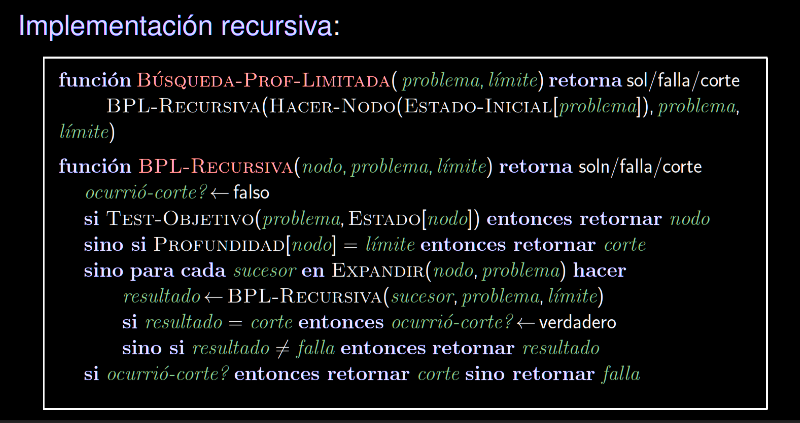 Implementación recursiva:
función Búsqueda-Prof-Limitada( problema, límite) retorna sol/falla/corte
BPL-Recursiva(Hacer-Nodo(Estado-Inicial[problema]), problema,
límite)
función BPL-Recursiva(nodo, problema, límite) retorna soln/falla/corte
ocurrió-corte? ← falso
si Test-Objetivo(problema, Estado[nodo]) entonces retornar nodo
sino si Profundidad[nodo] = límite entonces retornar corte
sino para cada sucesor en Expandir(nodo, problema) hacer
resultado ← BPL-Recursiva(sucesor, problema, límite)
si resultado = corte entonces ocurrió-corte? ← verdadero
sino si resultado ≠ falla entonces retornar resultado
si ocurrió-corte? entonces retornar corte sino retornar falla